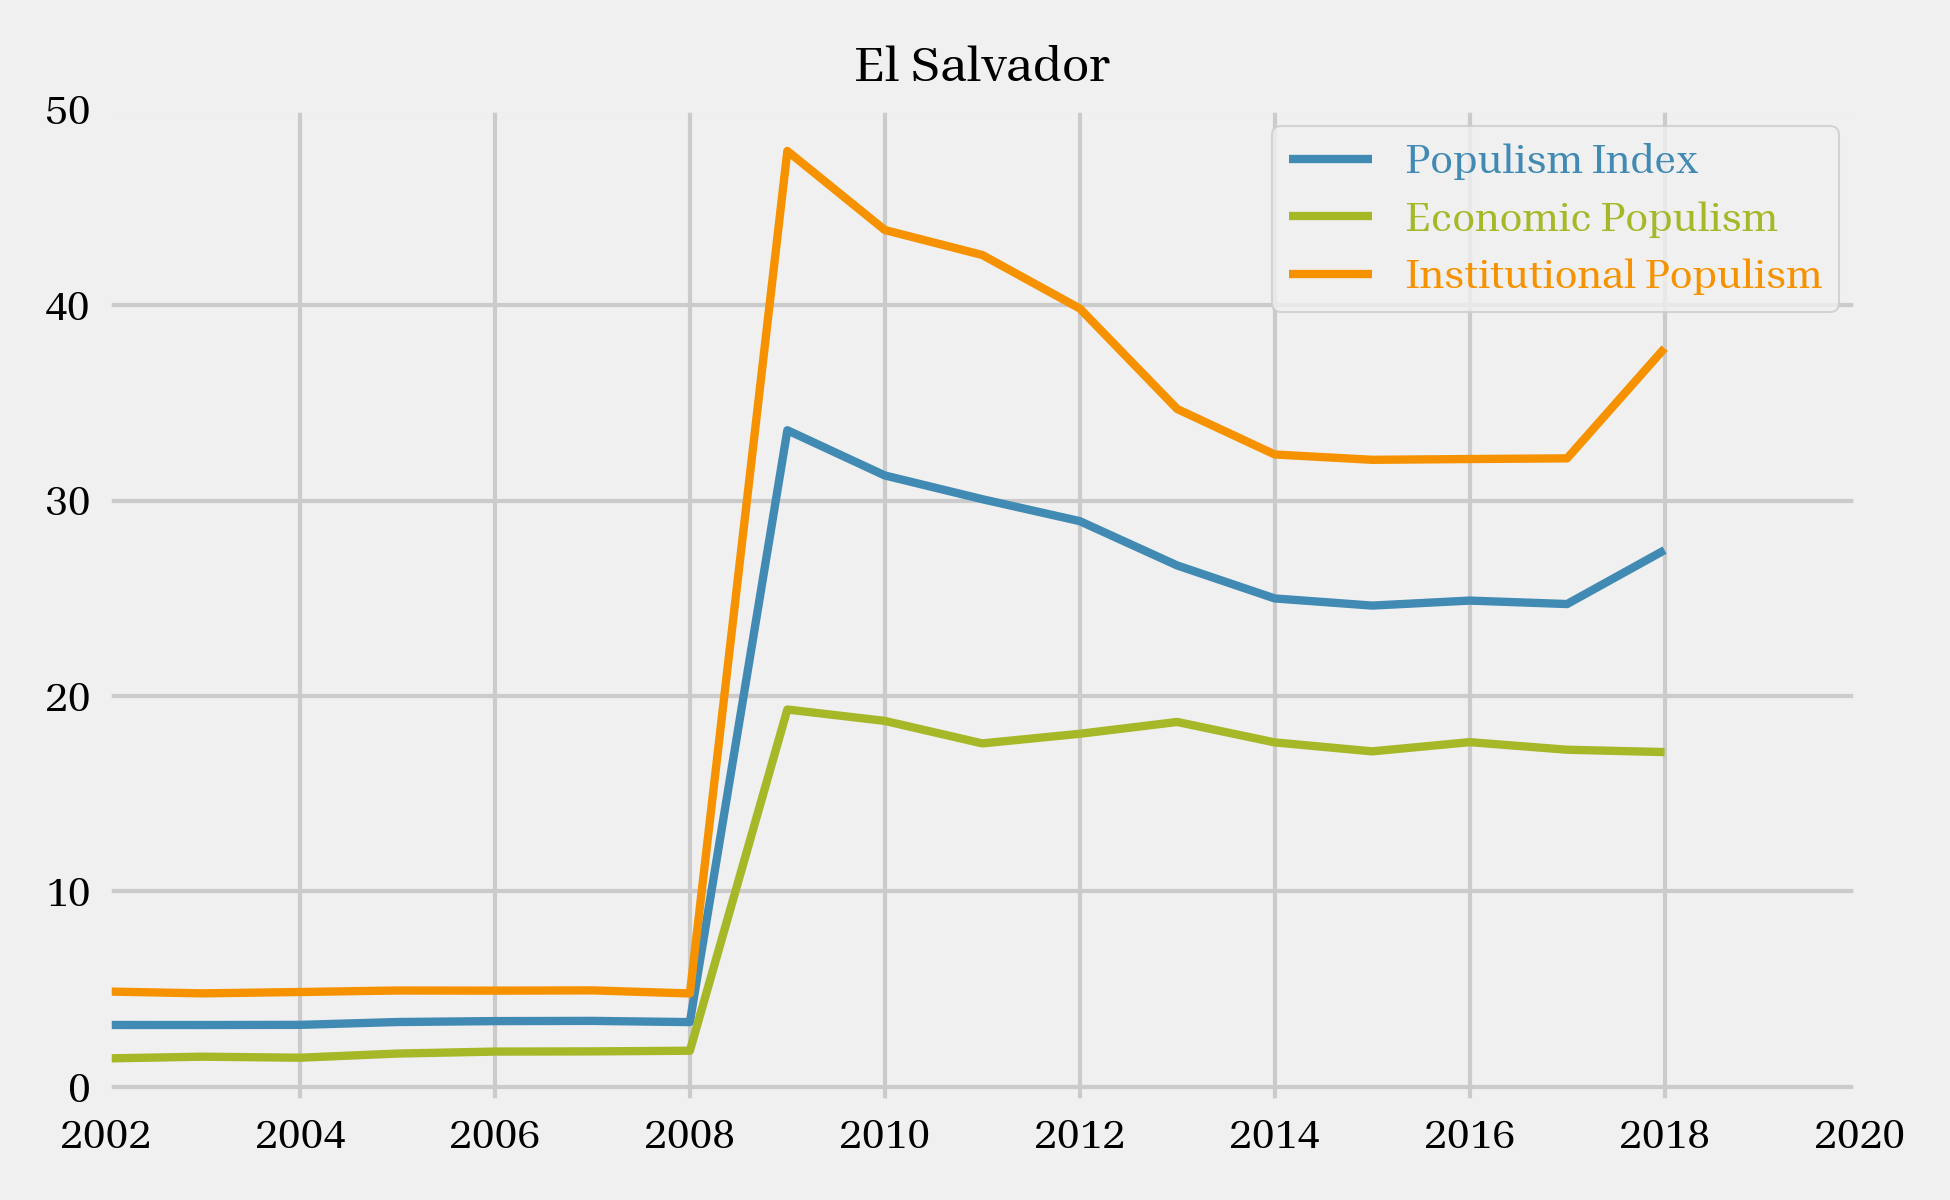 El Salvador
50
40
30
20
10
0
Populism Index
Economic Populism
Institutional Populism
2002 2004 2006 2008 2010 2012 2014 2016 2018 2020